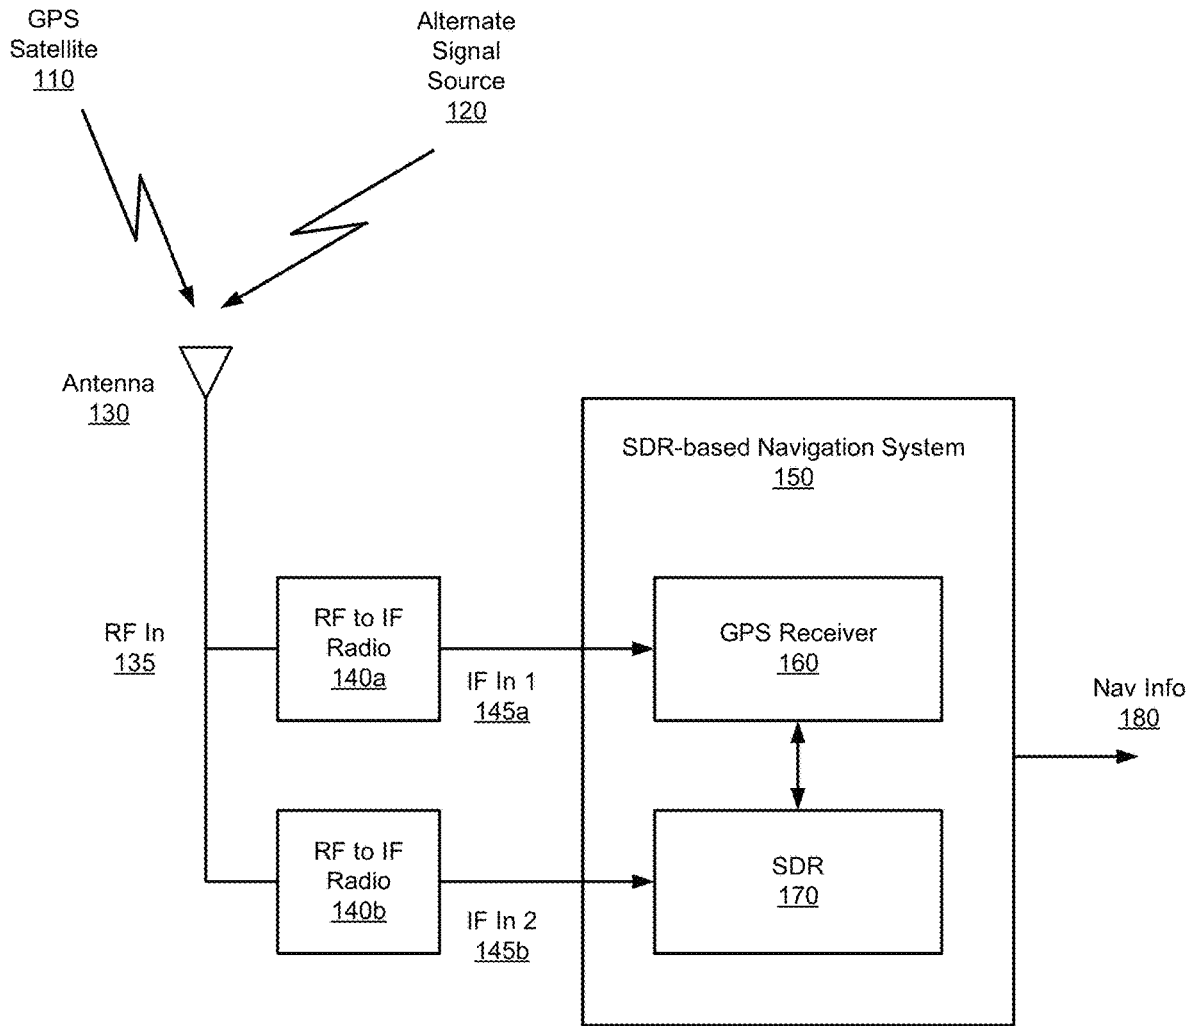 GPS
Satellite
110
Alternate
Signal
Source
120
Antenna
130
SDR-based Navigation System
150
RF In
135
RF to IF
Radio
140a
IF In 1
145a
GPS Receiver
160
Nav Info
180
RF to IF
Radio
140b
IF In 2
145b
SDR
170